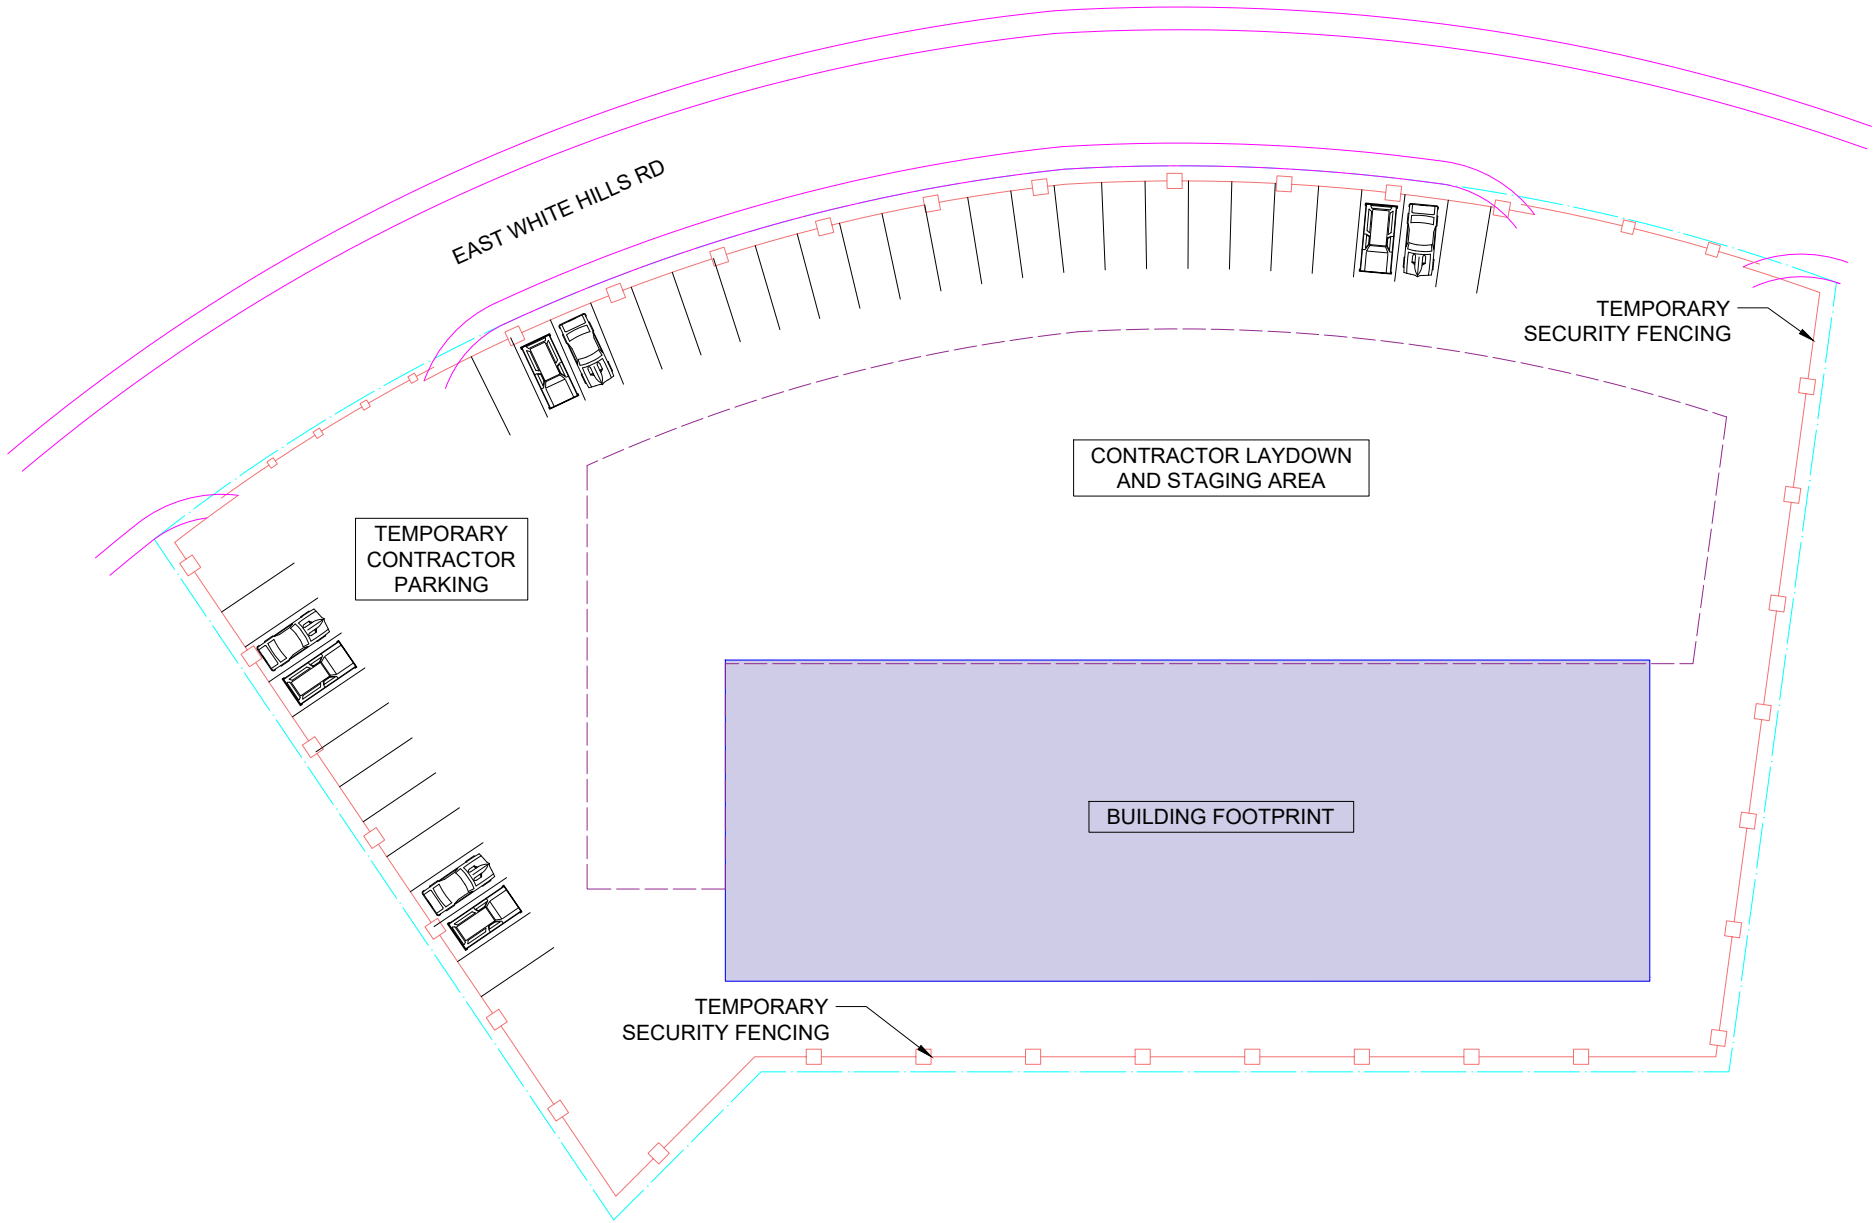 EAST WHITE HILLS RD
TEMPORARY
SECURITY FENCING
CONTRACTOR LAYDOWN
AND STAGING AREA
TEMPORARY
CONTRACTOR
PARKING
BUILDING FOOTPRINT
TEMPORARY
SECURITY FENCING